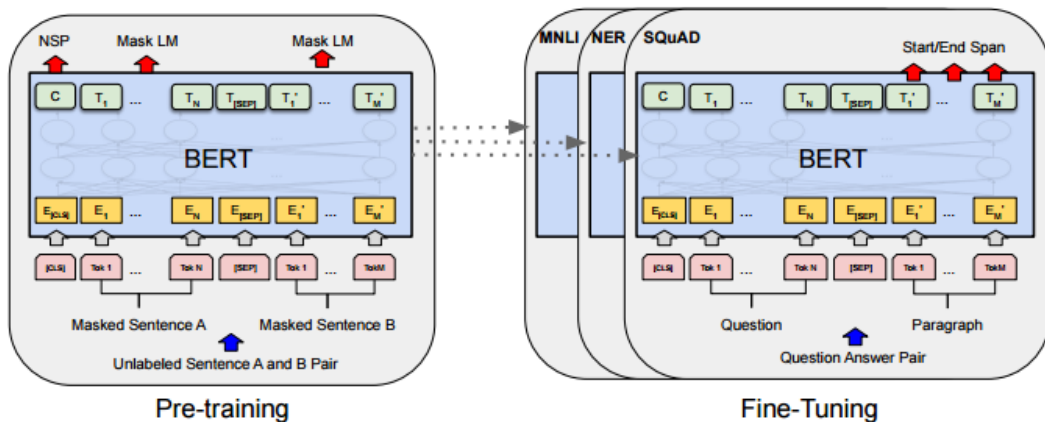 NSP Mask LM Mask LM
C T1 ... TN T[SEP] T1' ... TM'
BERT
E[CLS] E1 ... EN E[SEP] E1' ... EM'
[CLS] Tok 1 ... Tok N [SEP] Tok 1 ... TokM
Masked Sentence A Masked Sentence B
Unlabeled Sentence A and B Pair
Pre-training
MNLI NER SQuAD
Start/End Span
C T1 ... TN T[SEP] T1' ... TM'
BERT
E[CLS] E1 ... EN E[SEP] E1' ... EM'
[CLS] Tok 1 ... Tok N [SEP] Tok 1 ... TokM
Question Paragraph
Question Answer Pair
Fine-Tuning